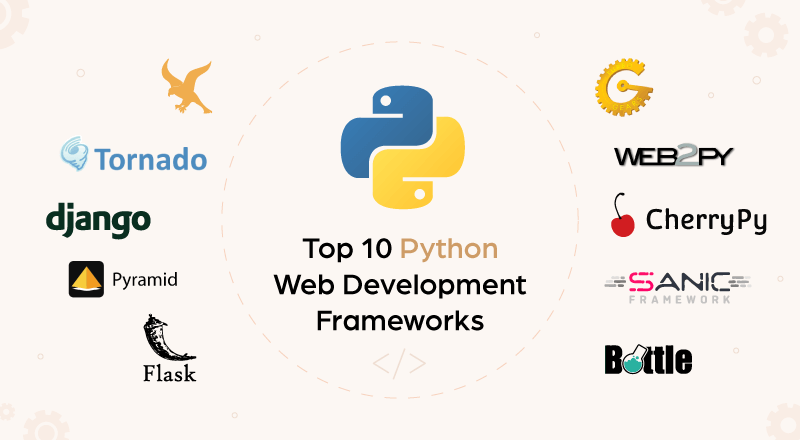 Top 10 Python
Web Development
Frameworks
</>
Tornado
django
Pyramid
Flask
G
WEB2PY
CherryPy
SANIC
FRAMEWORK
Bottle